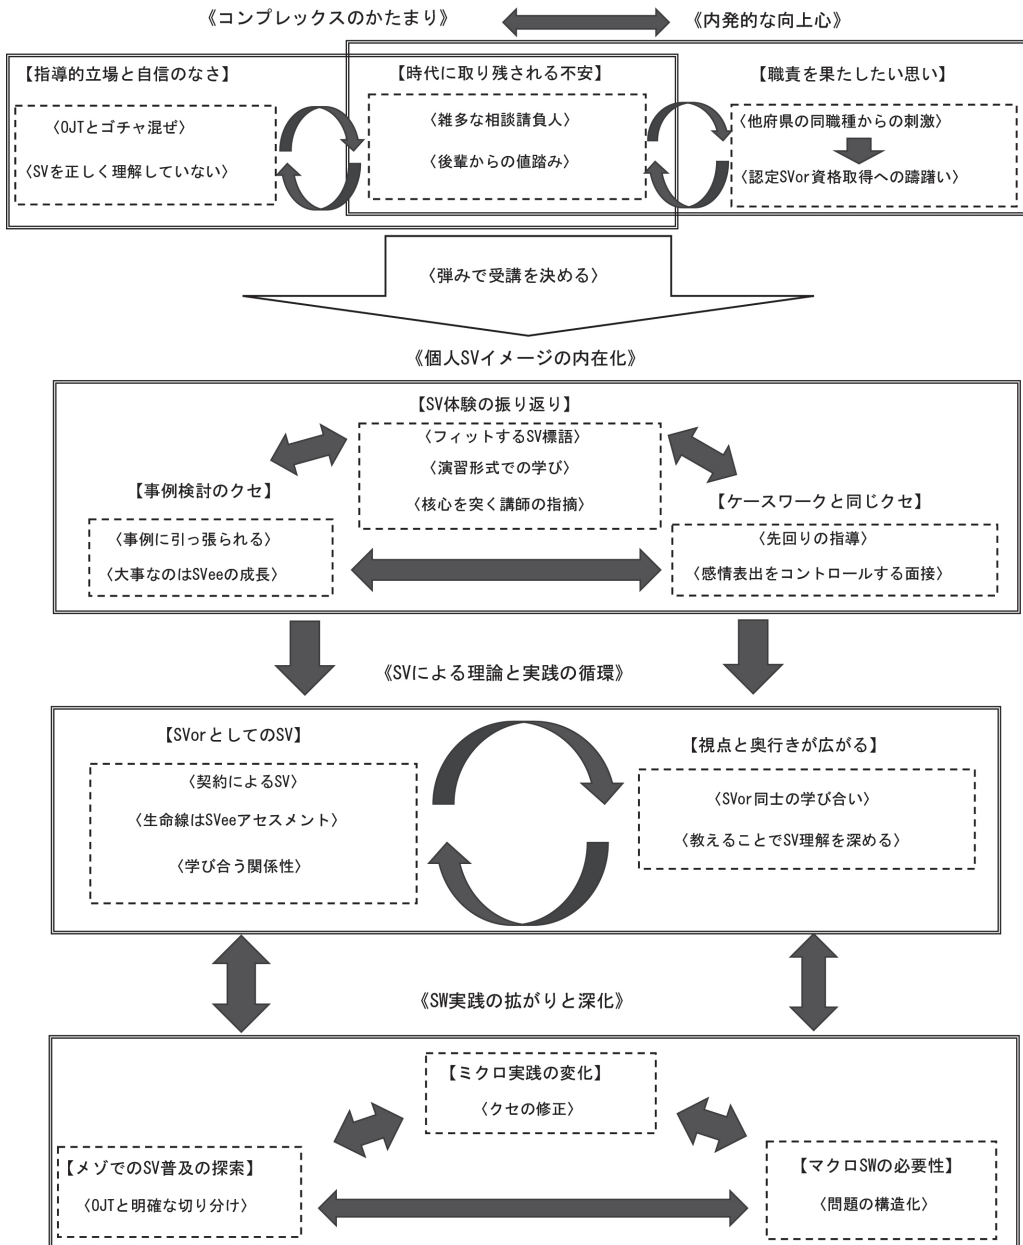 《コンプレックスのかたまり》
《内発的な向上心》
【指導的立場と自信のなさ】
〈OJTとゴチャ混ぜ〉
〈SVを正しく理解していない〉
【時代に取り残される不安】
〈雑多な相談請負人〉
〈後輩からの値踏み〉
【職責を果たしたい思い】
〈他府県の同職種からの刺激〉
〈認定SVor資格取得への躊躇い〉
〈弾みで受講を決める〉
《個人SVイメージの内在化》
【SV体験の振り返り】
〈フィットするSV標語〉
〈演習形式での学び〉
〈核心を突く講師の指摘〉
【事例検討のクセ】
〈事例に引っ張られる〉
〈大事なのはSVeeの成長〉
【ケースワークと同じクセ】
〈先回りの指導〉
〈感情表出をコントロールする面接〉
《SVによる理論と実践の循環》
【SVorとしてのSV】
〈契約によるSV〉
〈生命線はSVeeアセスメント〉
〈学び合う関係性〉
【視点と奥行きが広がる】
〈SVor同士の学び合い〉
〈教えることでSV理解を深める〉
《SW実践の拡がりと深化》
【ミクロ実践の変化】
〈クセの修正〉
【メゾでのSV普及の探索】
〈OJTと明確な切り分け〉
【マクロSWの必要性】
〈問題の構造化〉